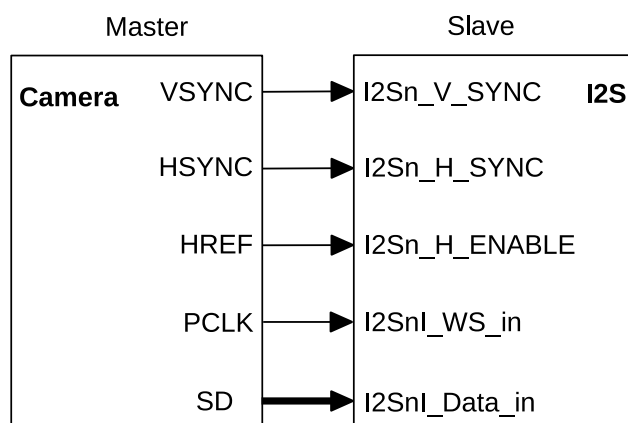 Master Slave
Camera VSYNC I2Sn_V_SYNC I2S
HSYNC I2Sn_H_SYNC
HREF I2Sn_H_ENABLE
PCLK I2SnI_WS_in
SD I2SnI_Data_in